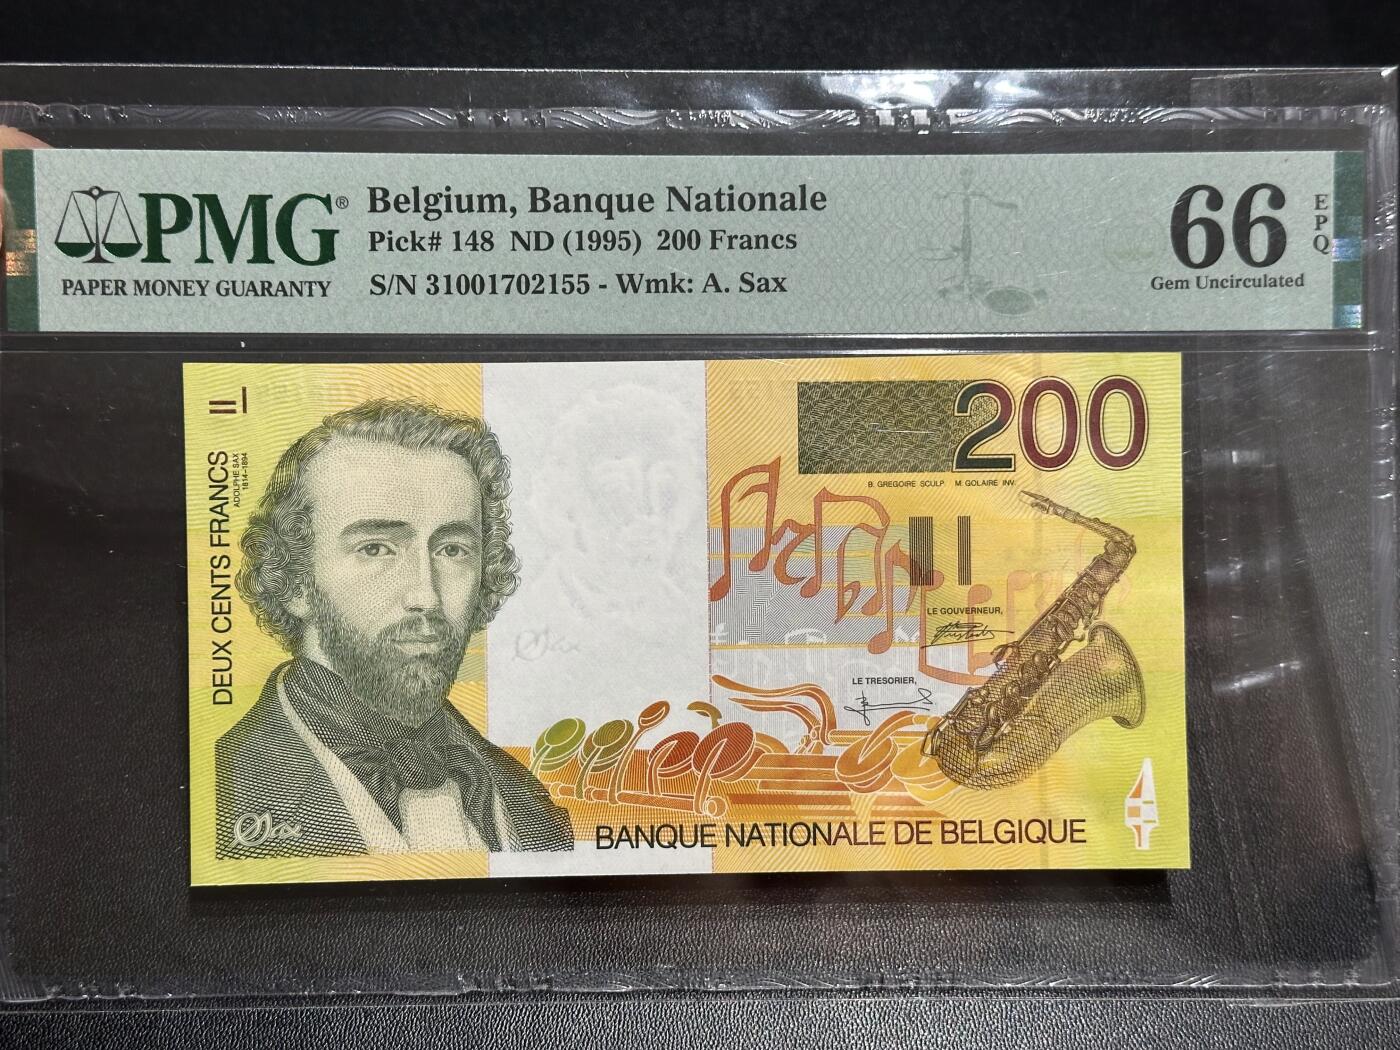 PMG®
PAPER MONEY GUARANTY
Belgium, Banque Nationale
Pick# 148 ND (1995) 200 Francs
S/N 31001702155 - Wmk: A. Sax
66
EPQ
Gem Uncirculated
DEUX CENTS FRANCS
ADOLPHE SAX
1814-1894
200
B. GREGOIRE SCULP. M. GOLAIRE INV.
LE GOUVERNEUR,
LE TRESORIER,
BANQUE NATIONALE DE BELGIQUE